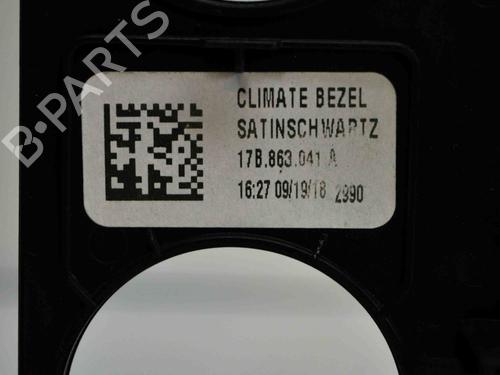 CLIMATE BEZEL
SATINSCHWARTZ
17B.863.041 A
16:27 09/19/18 2990
B-PARTS